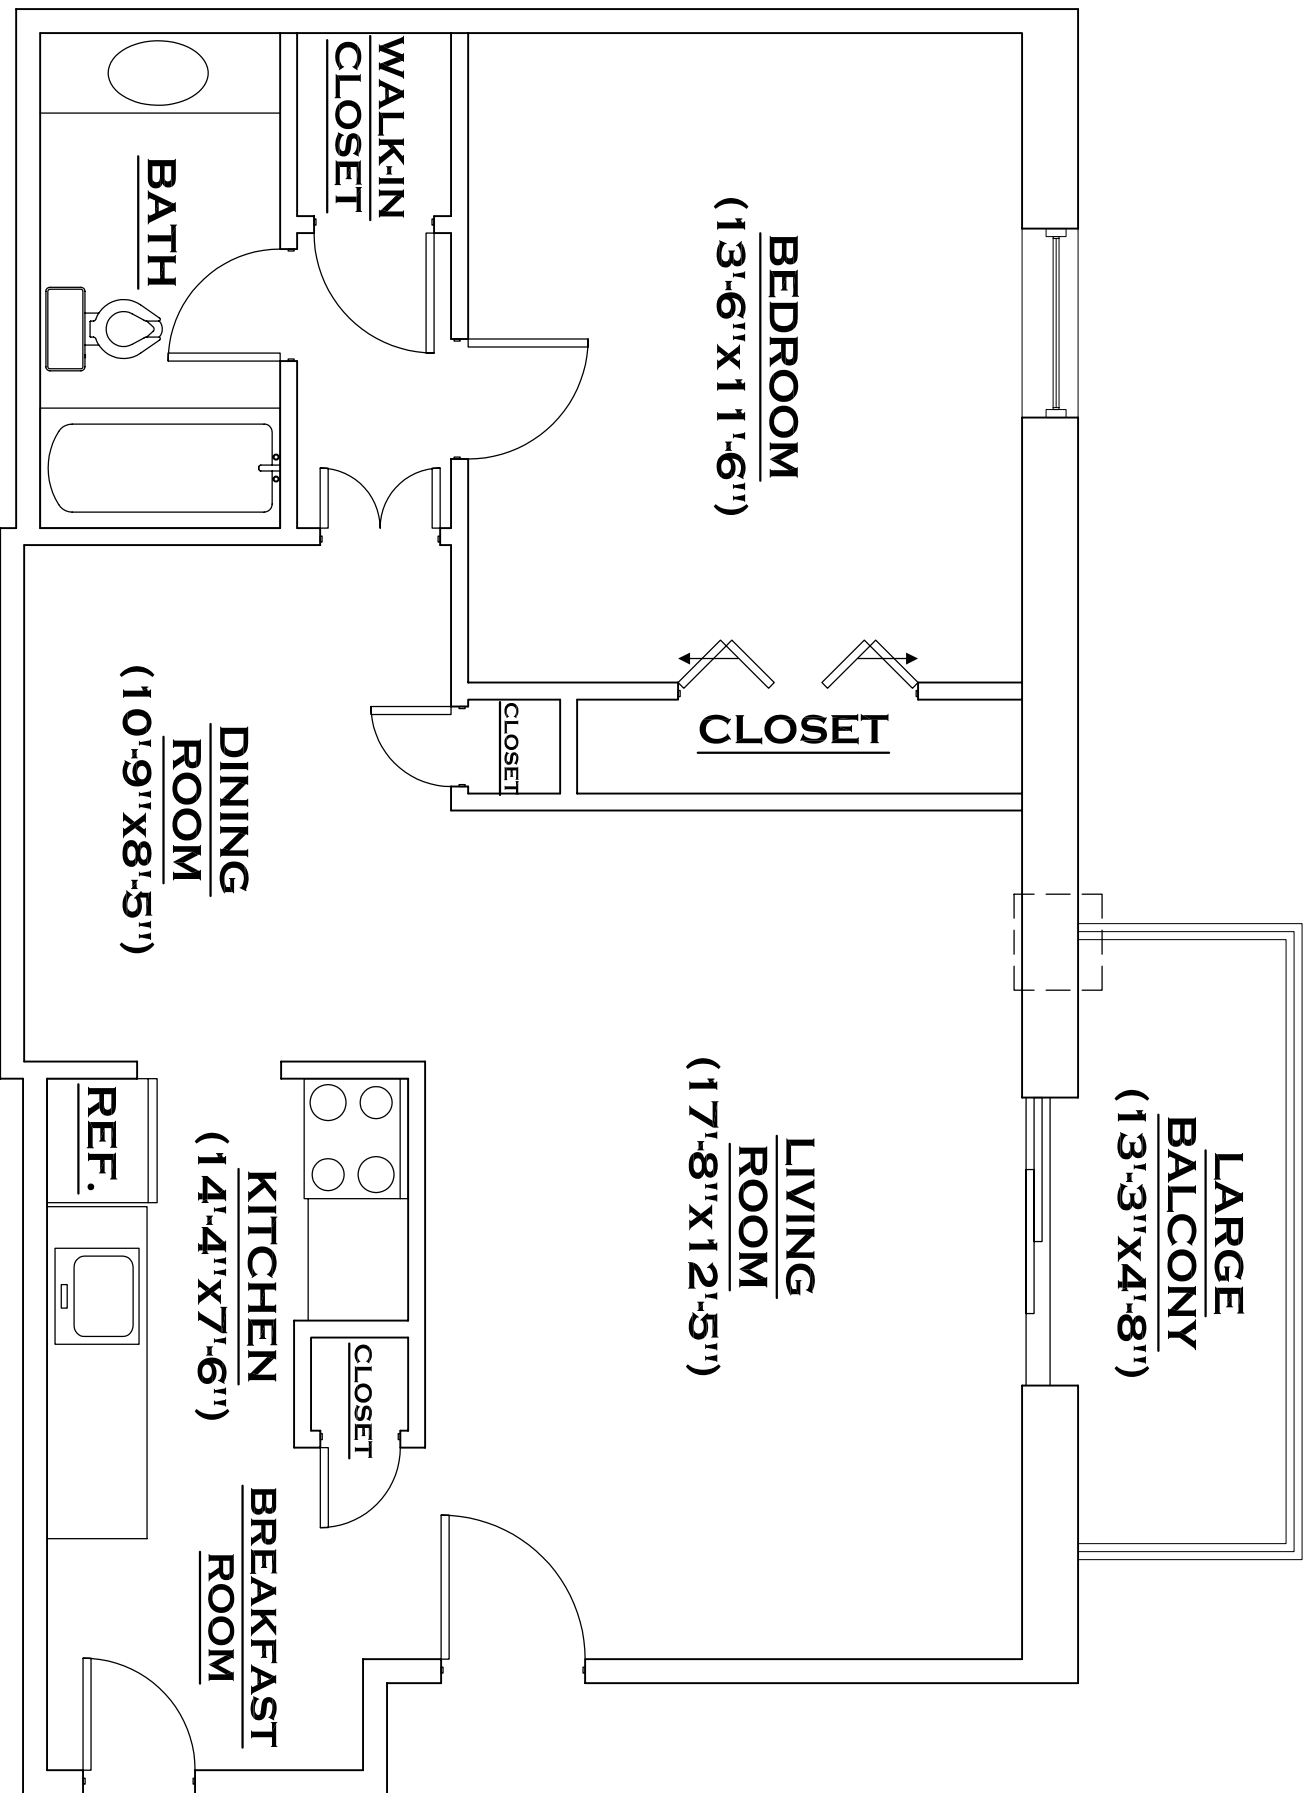 LARGE
BALCONY
(13'-3"x4'-8")
BEDROOM
(13'-6"x11'-6")
CLOSET
LIVING
ROOM
(17'-8"x12'-5")
WALK-IN
CLOSET
CLOSET
BATH
DINING
ROOM
(10'-9"x8'-5")
CLOSET
KITCHEN
(14'-4"x7'-6")
REF.
BREAKFAST
ROOM